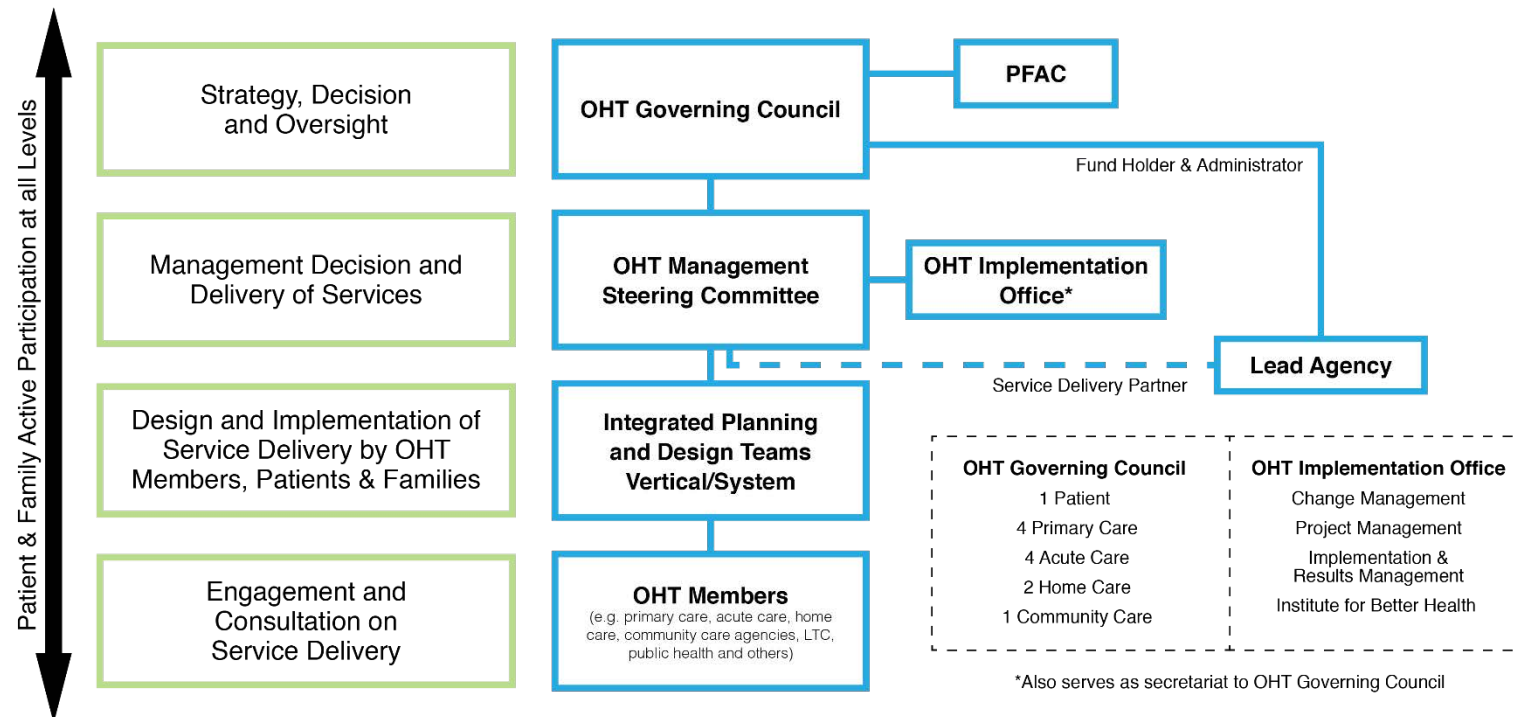 Patient & Family Active Participation at all Levels
Strategy, Decision
and Oversight
OHT Governing Council
PFAC
Fund Holder & Administrator
Management Decision and
Delivery of Services
OHT Management
Steering Committee
OHT Implementation
Office*
Lead Agency
Service Delivery Partner
Design and Implementation of
Service Delivery by OHT
Members, Patients & Families
Integrated Planning
and Design Teams
Vertical/System
Engagement and
Consultation on
Service Delivery
OHT Members
(e.g. primary care, acute care, home
care, community care agencies, LTC,
public health and others)
OHT Governing Council
1 Patient
4 Primary Care
4 Acute Care
2 Home Care
1 Community Care
OHT Implementation Office
Change Management
Project Management
Implementation &
Results Management
Institute for Better Health
*Also serves as secretariat to OHT Governing Council